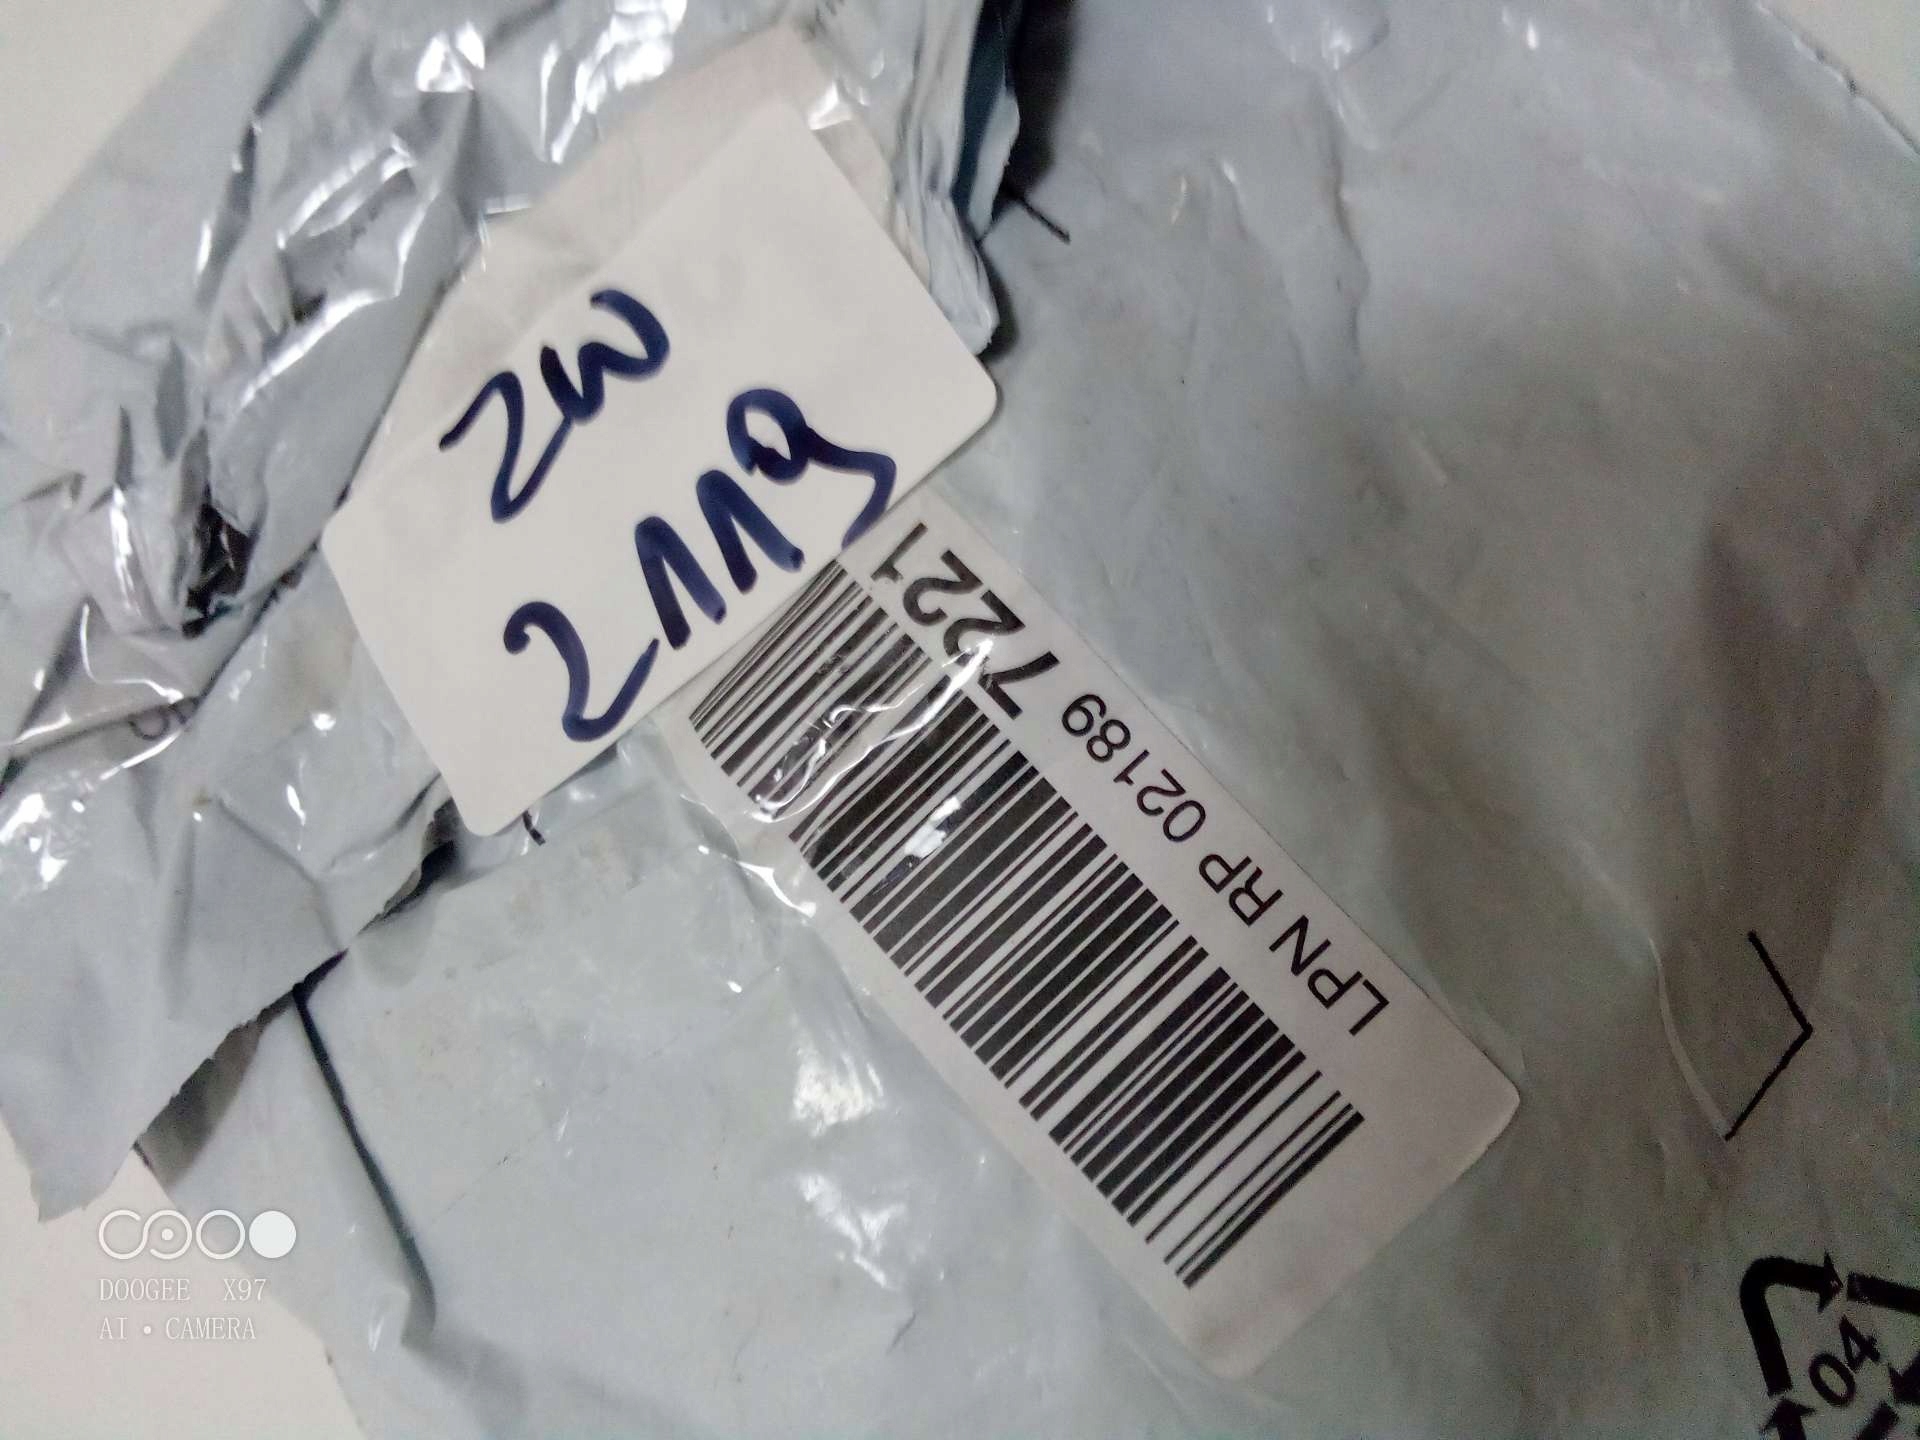 ZW
2119
LPN RP 02189 7221
04
DOOGEE X97
AI • CAMERA